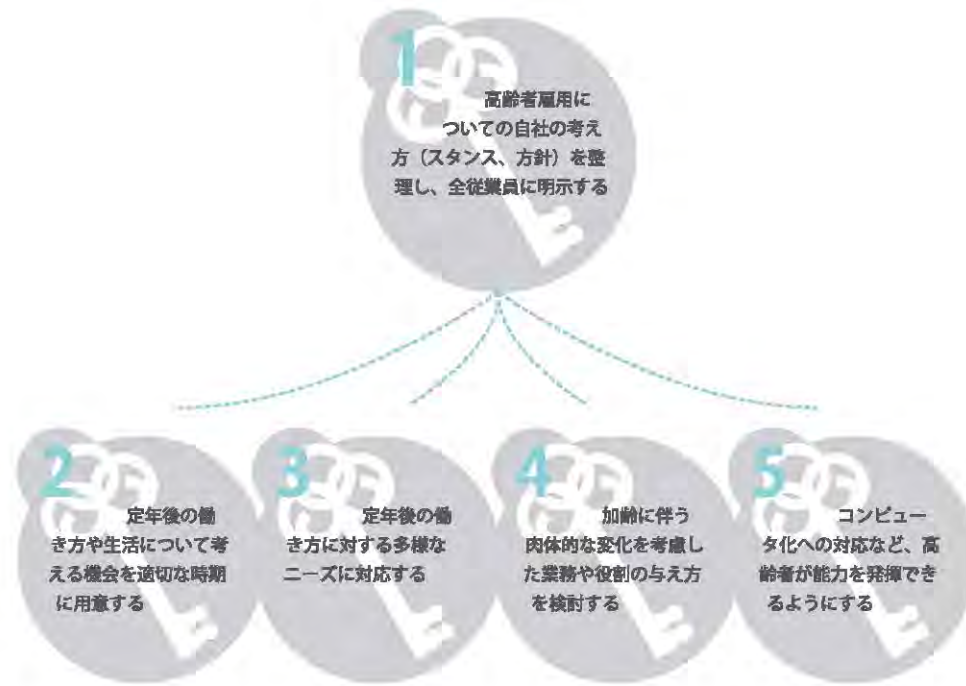 1
高齢者雇用に
ついての自社の考え
方（スタンス、方針）を整
理し、全従業員に明示する
2
定年後の働
き方や生活について考
える機会を適切な時期
に用意する
3
定年後の働
き方に対する多様な
ニーズに対応する
4
加齢に伴う
肉体的な変化を考慮し
た業務や役割の与え方
を検討する
5
コンピュー
タ化への対応など、高
齢者が能力を発揮でき
るようにする